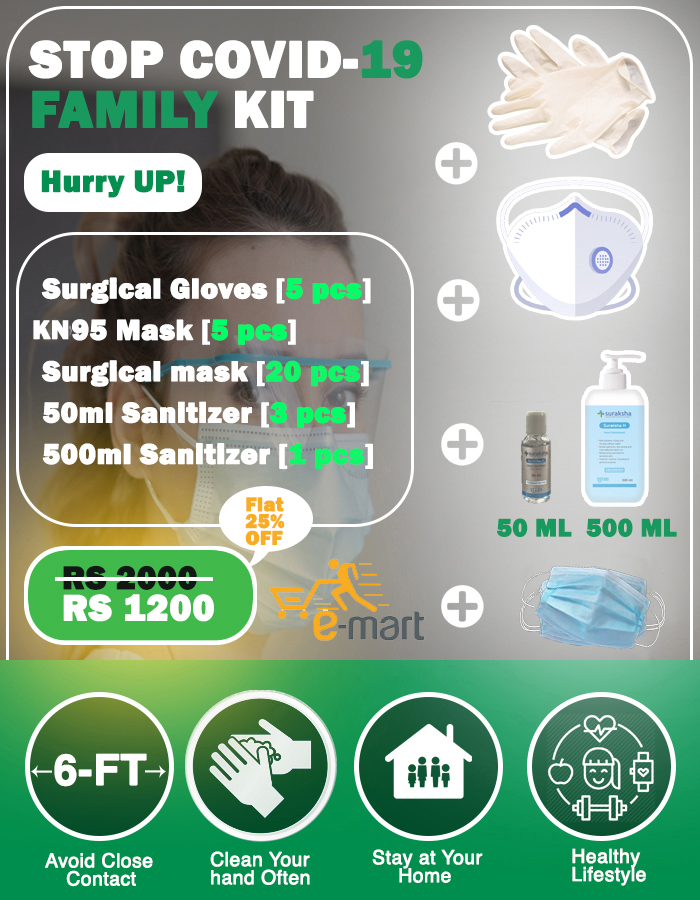 STOP COVID-19
FAMILY KIT
Hurry UP!
Surgical Gloves [5 pcs]
KN95 Mask [5 pcs]
Surgical mask [20 pcs]
50ml Sanitizer [3 pcs]
500ml Sanitizer [1 pcs]
Flat
25%
OFF
RS 2000
RS 1200
e-mart
suraksha
50 ML 500 ML
6-FT
Avoid Close
Contact
Clean Your
hand Often
Stay at Your
Home
Healthy
Lifestyle